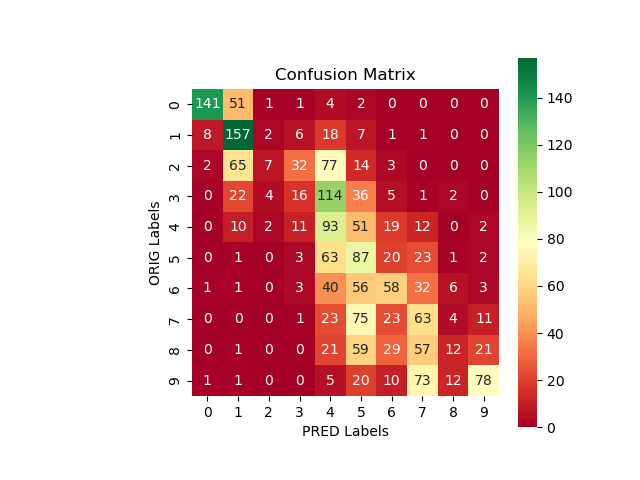 Confusion Matrix
ORIG Labels
0 141 51 1 1 4 2 0 0 0 0
1 8 157 2 6 18 7 1 1 0 0
2 2 65 7 32 77 14 3 0 0 0
3 0 22 4 16 114 36 5 1 2 0
4 0 10 2 11 93 51 19 12 0 2
5 0 1 0 3 63 87 20 23 1 2
6 1 1 0 3 40 56 58 32 6 3
7 0 0 0 1 23 75 23 63 4 11
8 0 1 0 0 21 59 29 57 12 21
9 1 1 0 0 5 20 10 73 12 78
0 1 2 3 4 5 6 7 8 9
PRED Labels
140
120
100
80
60
40
20
0